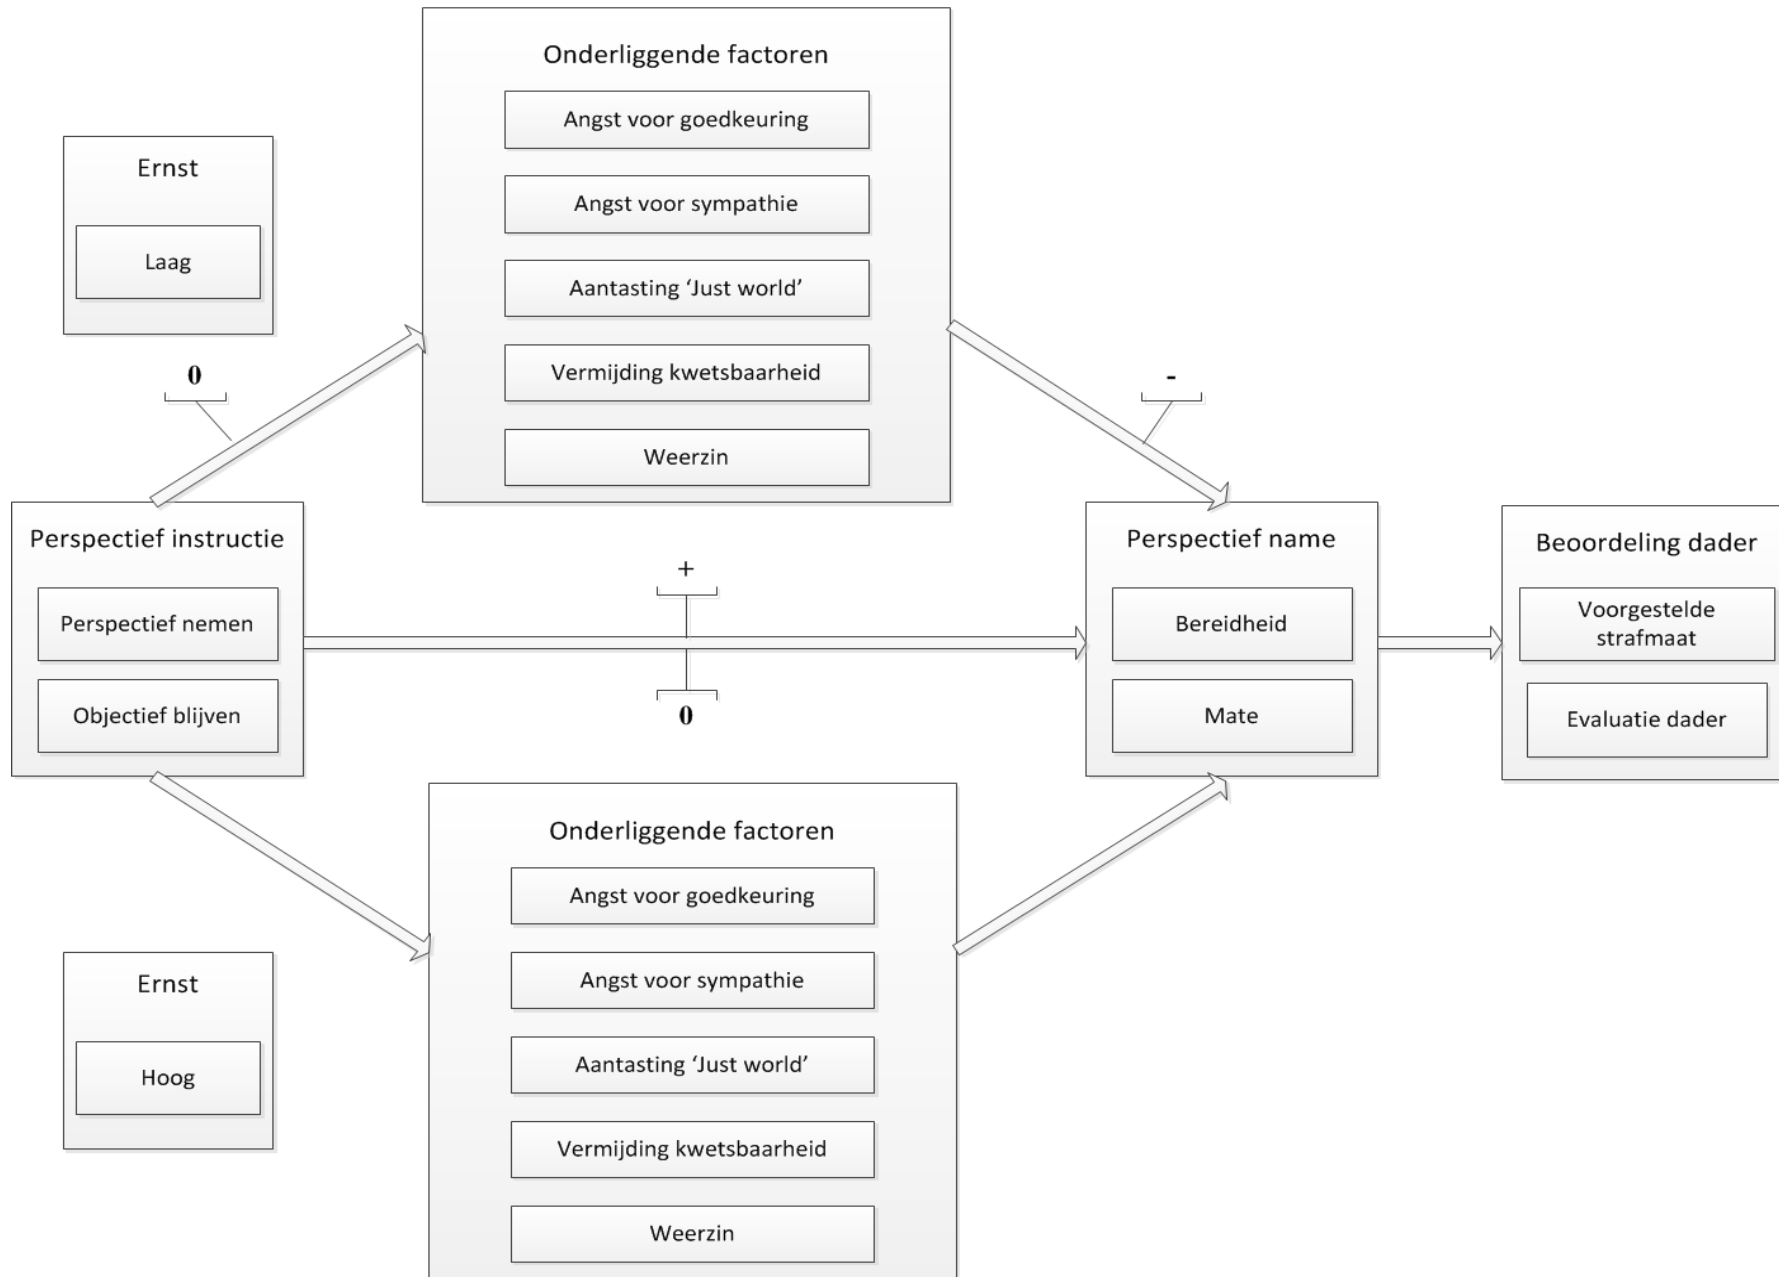 Onderliggende factoren
Angst voor goedkeuring
Angst voor sympathie
Aantasting ‘Just world’
Vermijding kwetsbaarheid
Weerzin
Ernst
Laag
0
-
Perspectief instructie
Perspectief nemen
Objectief blijven
+
0
Perspectief name
Bereidheid
Mate
Beoordeling dader
Voorgestelde
strafmaat
Evaluatie dader
Onderliggende factoren
Angst voor goedkeuring
Angst voor sympathie
Aantasting ‘Just world’
Vermijding kwetsbaarheid
Weerzin
Ernst
Hoog